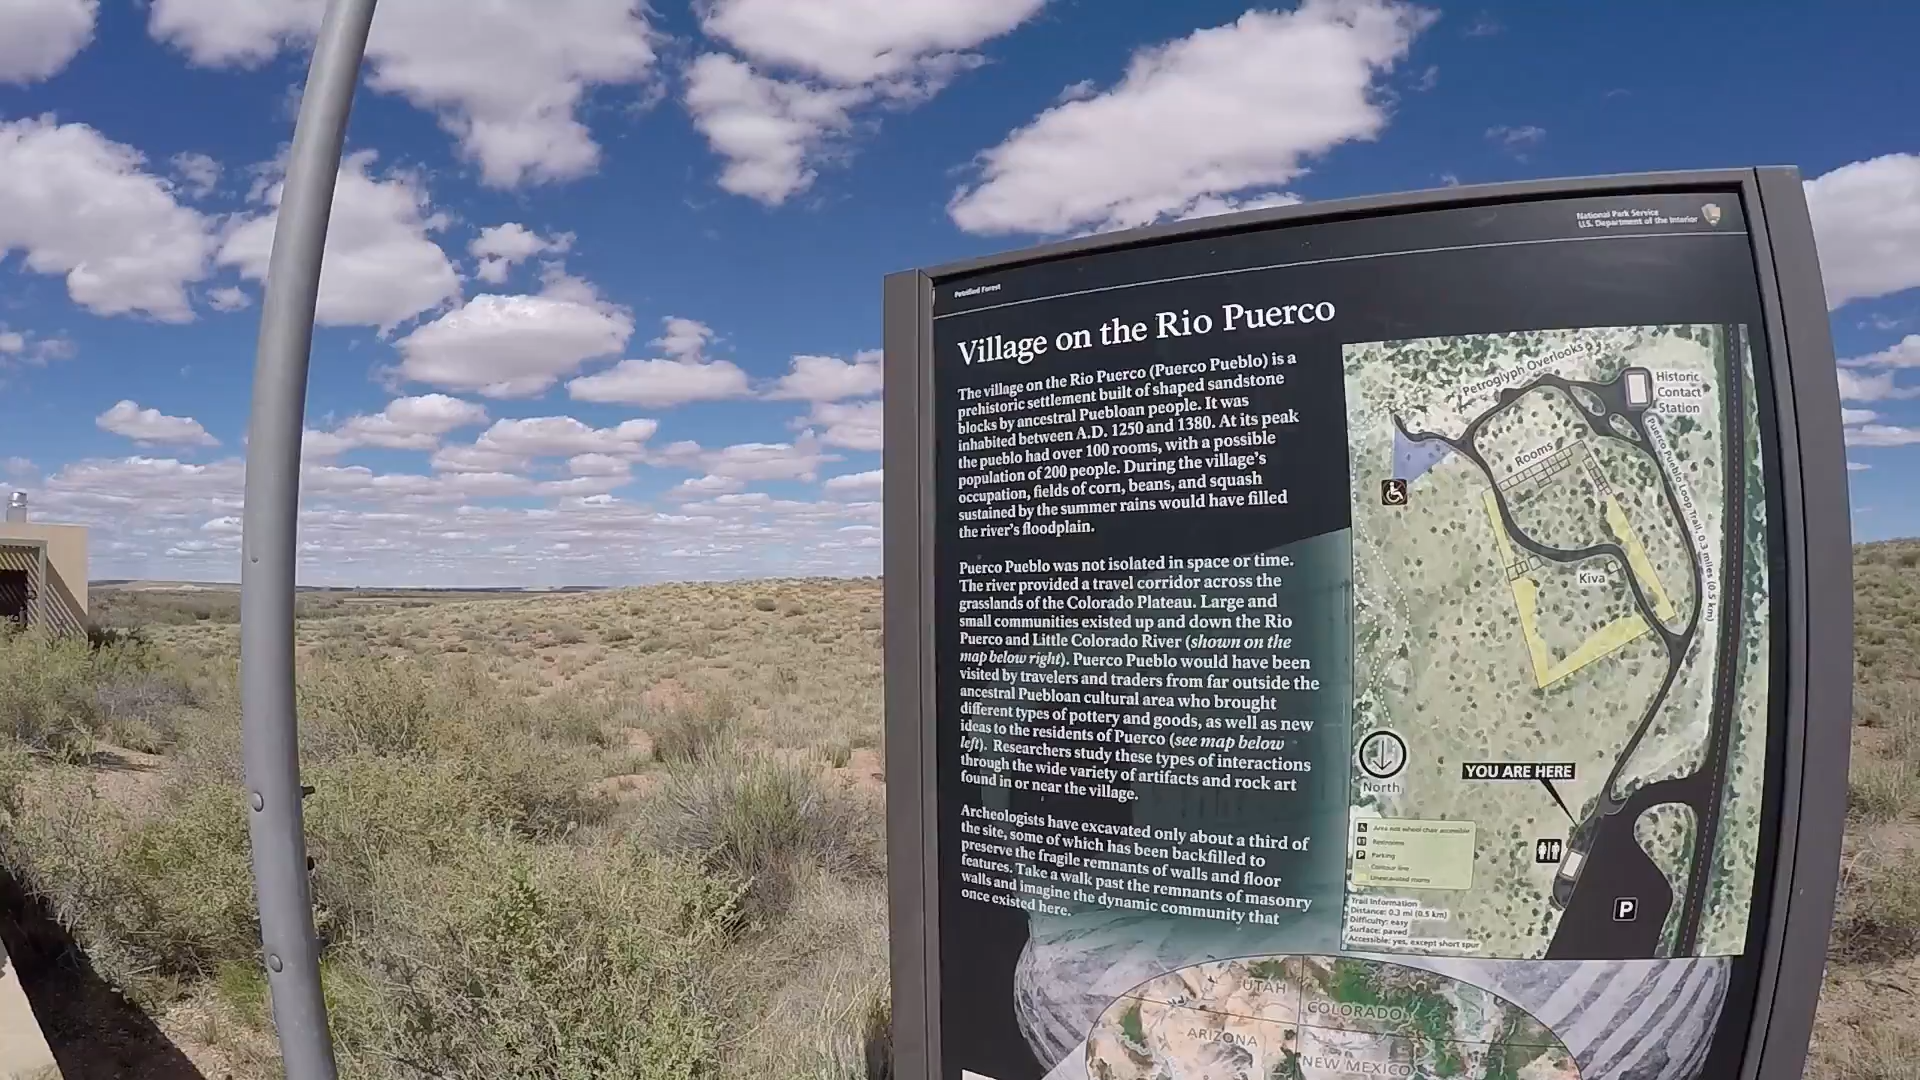 National Park Service
U.S. Department of the Interior
Petrified Forest
Village on the Rio Puerco
The village on the Rio Puerco (Puerco Pueblo) is a
prehistoric settlement built of shaped sandstone
blocks by ancestral Puebloan people. It was
inhabited between A.D. 1250 and 1380. At its peak
the pueblo had over 100 rooms, with a possible
population of 200 people. During the village's
occupation, fields of corn, beans, and squash
sustained by the summer rains would have filled
the river's floodplain.
Puerco Pueblo was not isolated in space or time.
The river provided a travel corridor across the
grasslands of the Colorado Plateau. Large and
small communities existed up and down the Rio
Puerco and Little Colorado River (shown on the
map below right). Puerco Pueblo would have been
visited by travelers and traders from far outside the
ancestral Puebloan cultural area who brought
different types of pottery and goods, as well as new
ideas to the residents of Puerco (see map below
left). Researchers study these types of interactions
through the wide variety of artifacts and rock art
found in or near the village.
Archeologists have excavated only about a third of
the site, some of which has been backfilled to
preserve the fragile remnants of walls and floor
features. Take a walk past the remnants of masonry
walls and imagine the dynamic community that
once existed here.
Petroglyph Overlooks
Historic
Contact
Station
Rooms
Puerco Pueblo Loop Trail 0.3 miles (0.5 km)
Kiva
North
YOU ARE HERE
Area not wheel chair accessible
Restrooms
P Parking
Contour line
Unexcavated rooms
P
Trail Information
Distance: 0.3 mi (0.5 km)
Difficulty: easy
Surface: paved
Accessible: yes, except short spur
UTAH
COLORADO
ARIZONA
NEW MEXICO